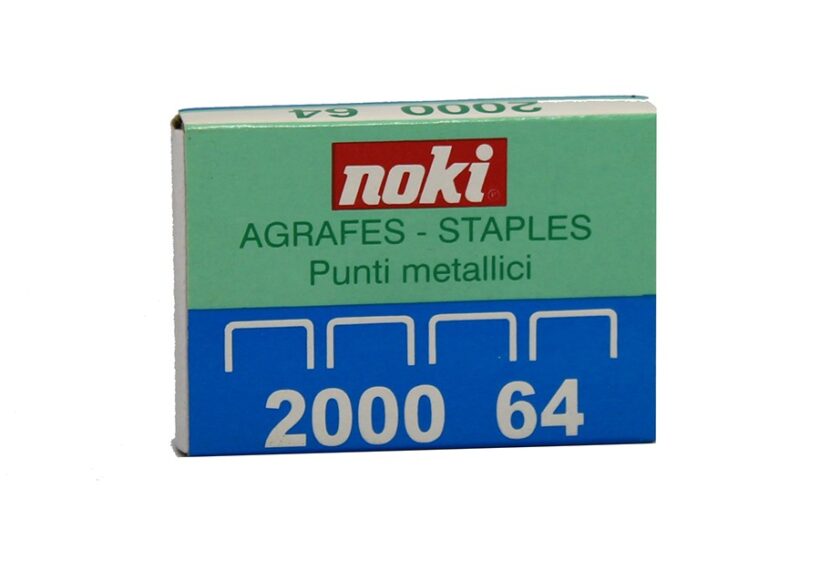 2000 64
noki
AGRAFES - STAPLES
Punti metallici
2000 64